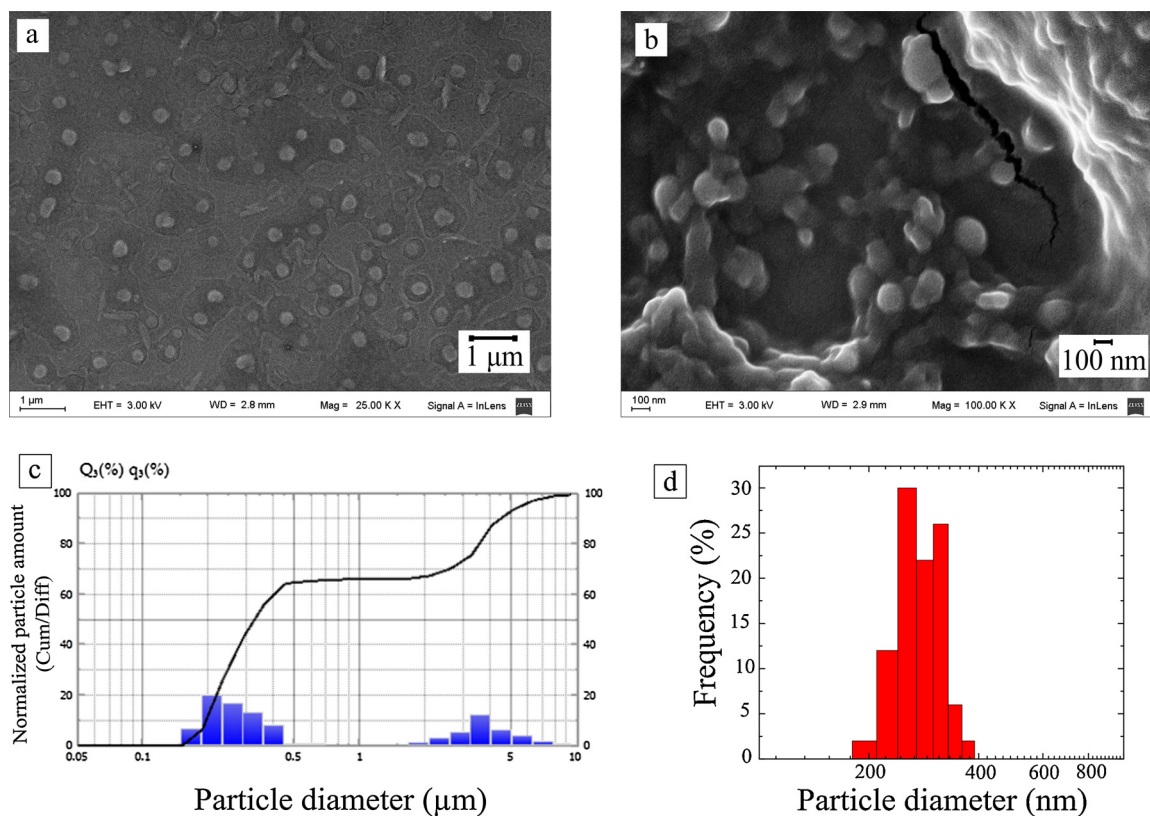 a
1 μm
1 μm EHT = 3.00 kV WD = 2.8 mm Mag = 25.00 K X Signal A = InLens ZEISS
b
100 nm
100 nm EHT = 3.00 kV WD = 2.9 mm Mag = 100.00 K X Signal A = InLens ZEISS
c
Q₃(%) q₃(%)
Normalized particle amount
(Cum/Diff)
100
80
60
40
20
0
100
80
60
40
20
0
0.05 0.1 0.5 1 5 10
Particle diameter (μm)
d
Frequency (%)
30
25
20
15
10
5
0
200 400 600 800
Particle diameter (nm)